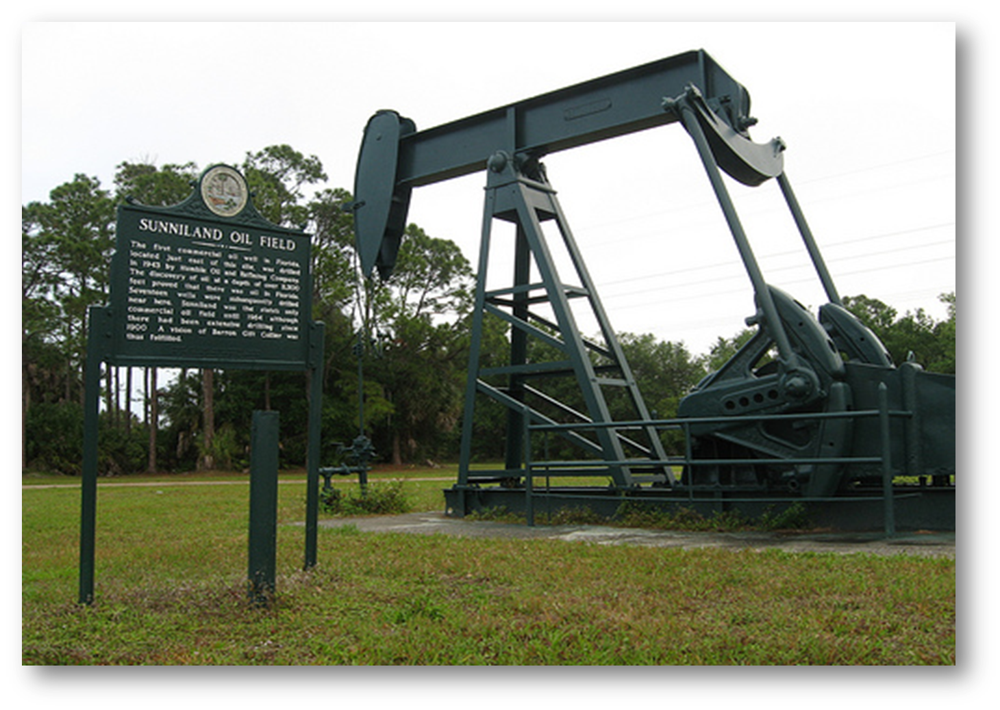 SUNNILAND OIL FIELD
The first commercial oil well in Florida,
located just east of this site, was drilled
in 1943 by Humble Oil and Refining Company.
The discovery of oil at a depth of over 11,500
feet proved that there was oil in Florida.
Seventeen wells were subsequently drilled
near here. Sunniland was the state's only
commercial oil field until 1964 although
there had been extensive drilling since
1900 A vision of Barron Gift Collier was
thus fulfilled.